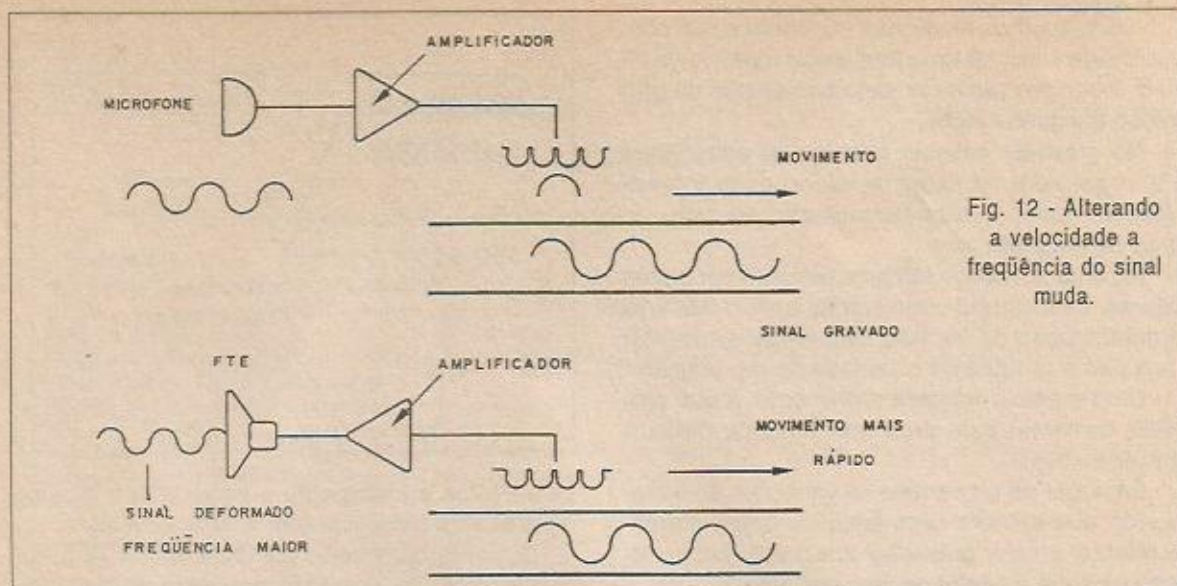 AMPLIFICADOR
MICROFONE
MOVIMENTO
Fig. 12 - Alterando
a velocidade a
freqüência do sinal
muda.
SINAL GRAVADO
FTE
AMPLIFICADOR
MOVIMENTO MAIS
RÁPIDO
SINAL DEFORMADO
FREQÜÊNCIA MAIOR